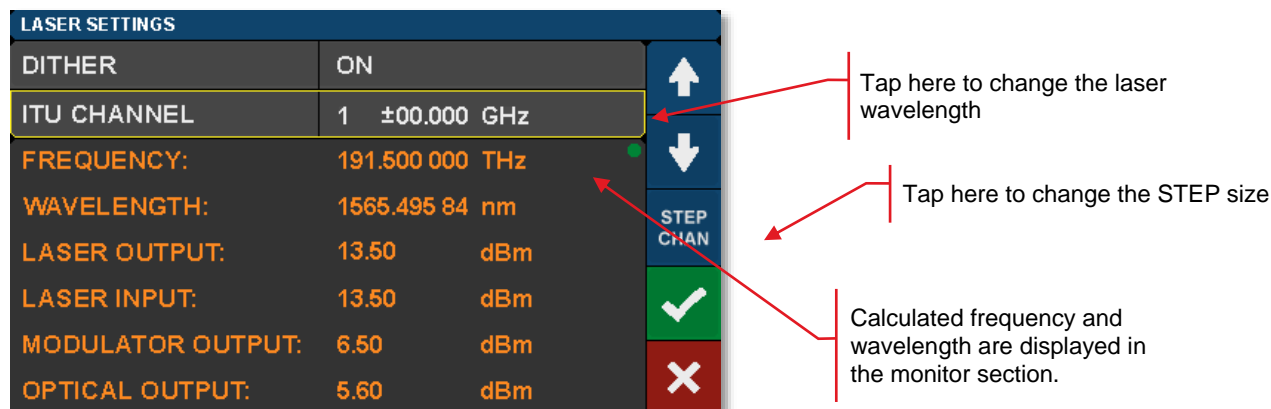 LASER SETTINGS
DITHER ON
ITU CHANNEL 1 ±00.000 GHz
FREQUENCY: 191.500 000 THz
WAVELENGTH: 1565.495 84 nm
LASER OUTPUT: 13.50 dBm
LASER INPUT: 13.50 dBm
MODULATOR OUTPUT: 6.50 dBm
OPTICAL OUTPUT: 5.60 dBm
STEP
CHAN
Tap here to change the laser
wavelength
Tap here to change the STEP size
Calculated frequency and
wavelength are displayed in
the monitor section.